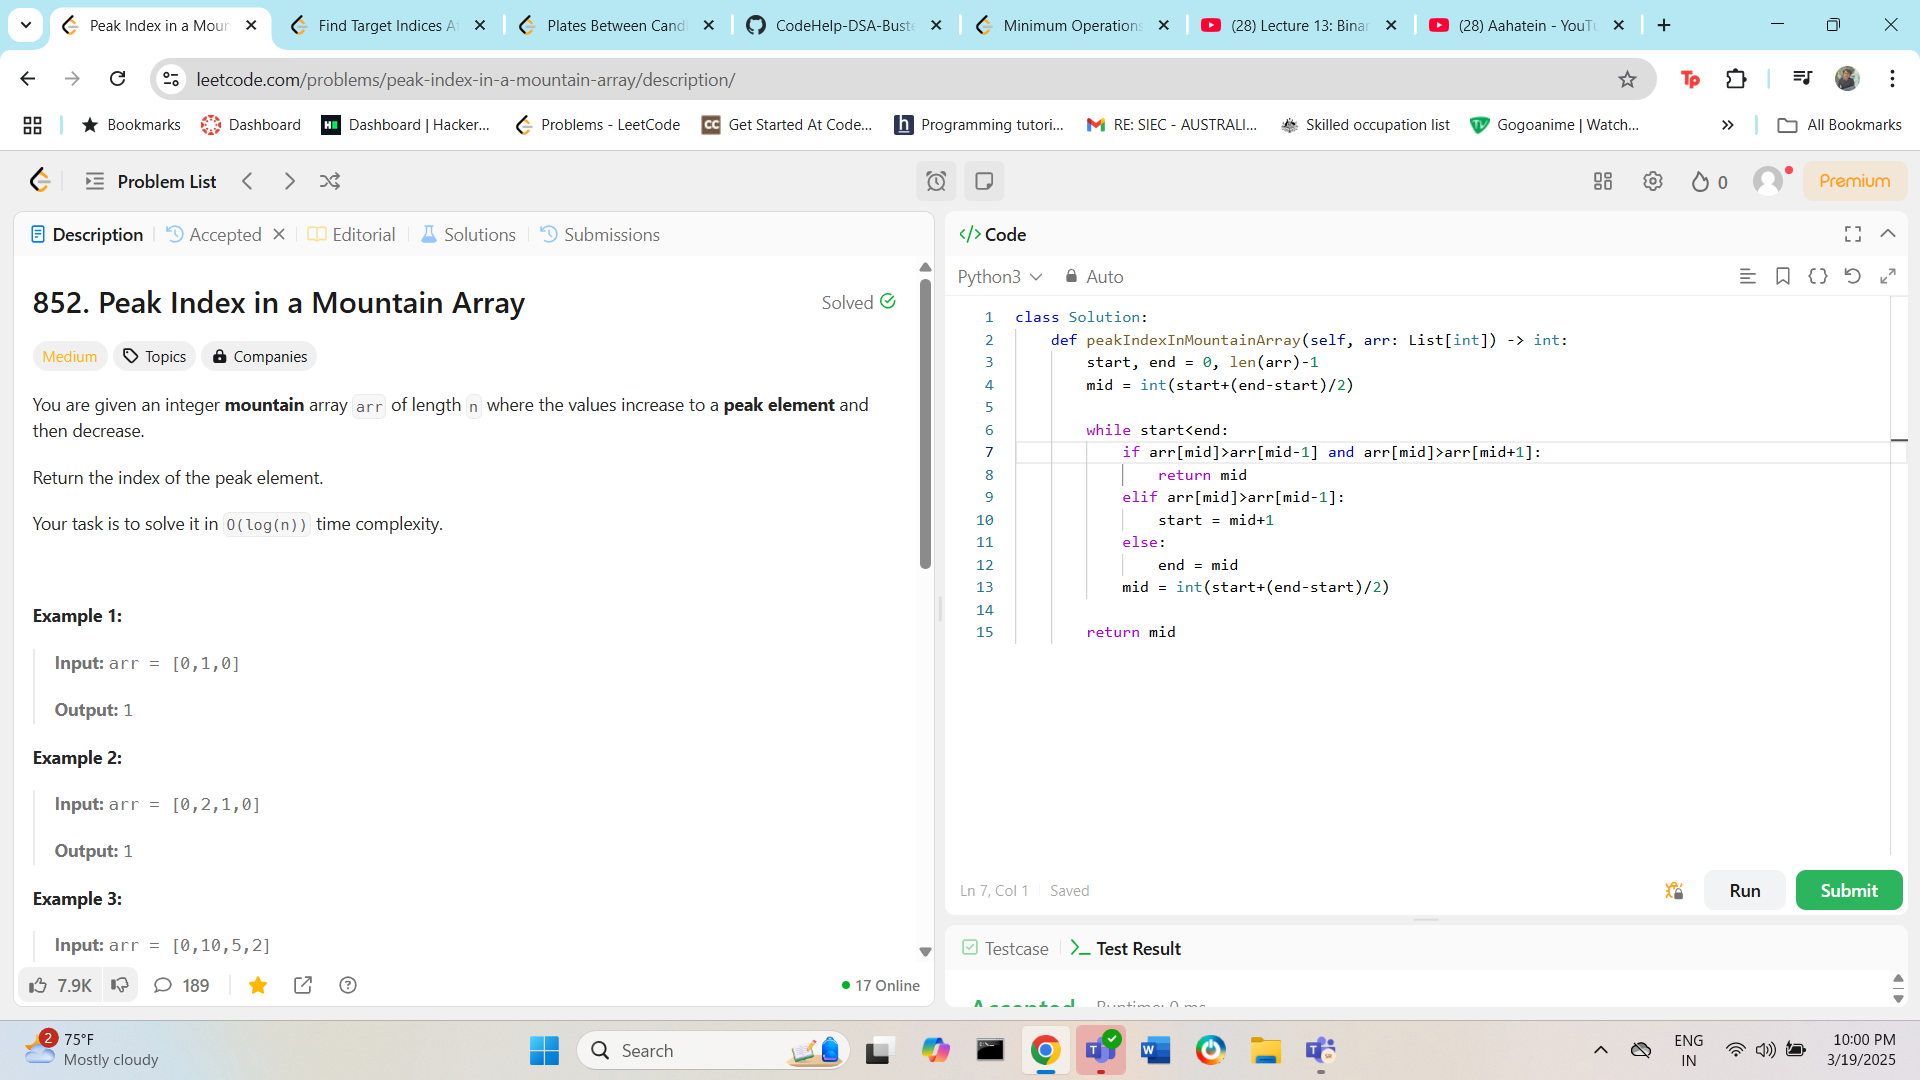 Peak Index in a Moun
Find Target Indices Af
Plates Between Candl
CodeHelp-DSA-Buste
Minimum Operations
(28) Lecture 13: Binar
(28) Aahatein - YouTu
leetcode.com/problems/peak-index-in-a-mountain-array/description/
Tp
Bookmarks
Dashboard
Dashboard | Hacker...
Problems - LeetCode
Get Started At Code...
Programming tutori...
RE: SIEC - AUSTRALI...
Skilled occupation list
Gogoanime | Watch...
All Bookmarks
Problem List
0
Premium
Description
Accepted
Editorial
Solutions
Submissions
852. Peak Index in a Mountain Array
Solved
Medium
Topics
Companies
You are given an integer mountain array arr of length n where the values increase to a peak element and
then decrease.
Return the index of the peak element.
Your task is to solve it in O(log(n)) time complexity.
Example 1:
Input: arr = [0,1,0]
Output: 1
Example 2:
Input: arr = [0,2,1,0]
Output: 1
Example 3:
Input: arr = [0,10,5,2]
7.9K
189
17 Online
</> Code
Python3
Auto
1 class Solution:
2 def peakIndexInMountainArray(self, arr: List[int]) -> int:
3 start, end = 0, len(arr)-1
4 mid = int(start+(end-start)/2)
5
6 while start<end:
7 if arr[mid]>arr[mid-1] and arr[mid]>arr[mid+1]:
8 return mid
9 elif arr[mid]>arr[mid-1]:
10 start = mid+1
11 else:
12 end = mid
13 mid = int(start+(end-start)/2)
14
15 return mid
Ln 7, Col 1
Saved
Run
Submit
Testcase
Test Result
Accepted
Runtime: 0 ms
2
75°F
Mostly cloudy
Search
ENG
IN
10:00 PM
3/19/2025